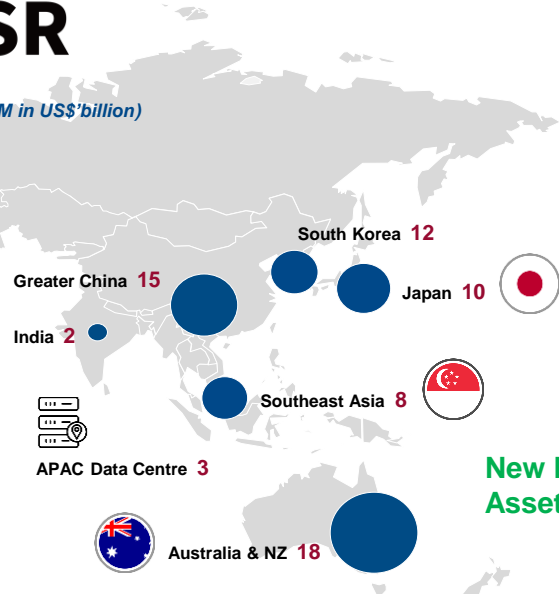 SR
M in US$'billion)
South Korea 12
Greater China 15
Japan 10
India 2
Southeast Asia 8
APAC Data Centre 3
New
Asset
Australia & NZ 18